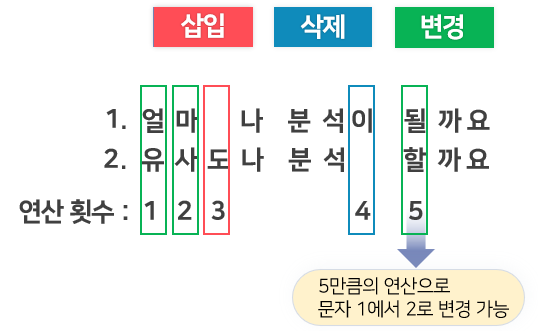 삽입 삭제 변경
1. 얼 마 나 분 석 이 될 까 요
2. 유 사 도 나 분 석 할 까 요
연산 횟수 : 1 2 3 4 5
5만큼의 연산으로
문자 1에서 2로 변경 가능